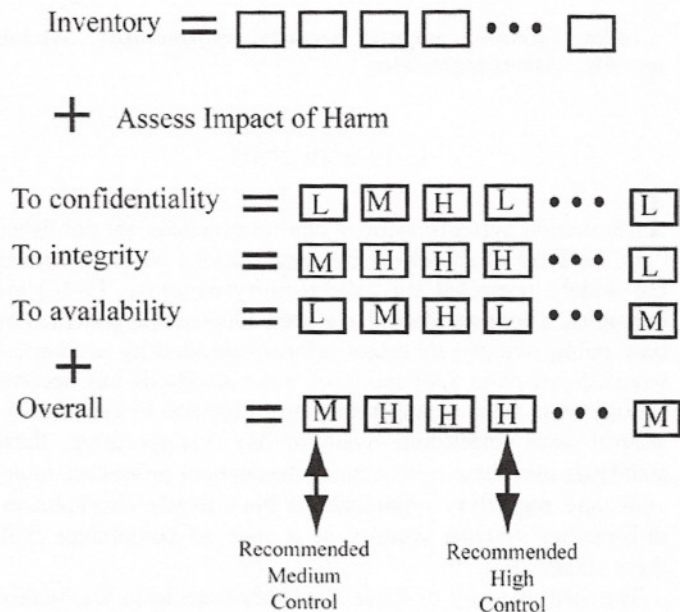 Inventory = • • •
+ Assess Impact of Harm
To confidentiality = L M H L • • • L
To integrity = M H H H • • • L
To availability = L M H L • • • M
+
Overall = M H H H • • • M
Recommended Medium Control
Recommended High Control